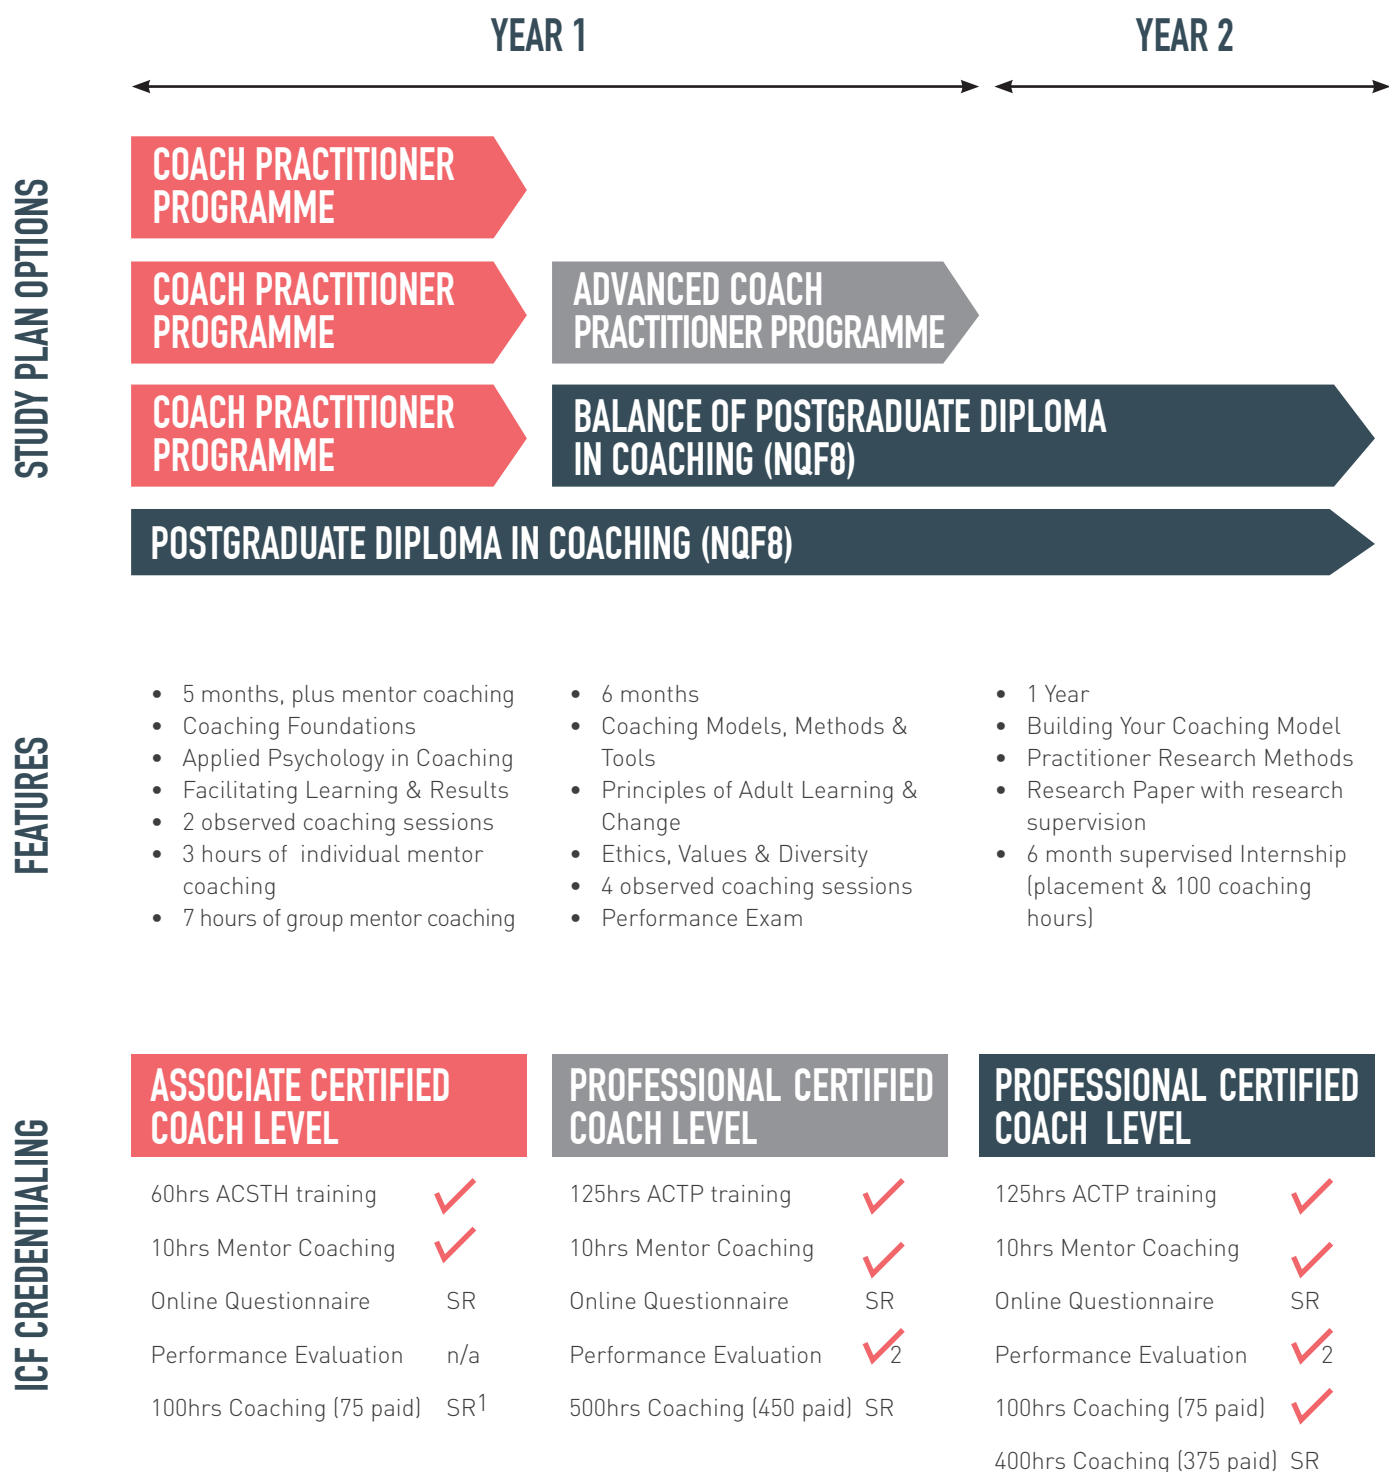 YEAR 1
YEAR 2
STUDY PLAN OPTIONS
COACH PRACTITIONER
PROGRAMME
COACH PRACTITIONER
PROGRAMME
ADVANCED COACH
PRACTITIONER PROGRAMME
COACH PRACTITIONER
PROGRAMME
BALANCE OF POSTGRADUATE DIPLOMA
IN COACHING (NQF8)
POSTGRADUATE DIPLOMA IN COACHING (NQF8)
FEATURES
• 5 months, plus mentor coaching
• Coaching Foundations
• Applied Psychology in Coaching
• Facilitating Learning & Results
• 2 observed coaching sessions
• 3 hours of individual mentor
coaching
• 7 hours of group mentor coaching
• 6 months
• Coaching Models, Methods &
Tools
• Principles of Adult Learning &
Change
• Ethics, Values & Diversity
• 4 observed coaching sessions
• Performance Exam
• 1 Year
• Building Your Coaching Model
• Practitioner Research Methods
• Research Paper with research
supervision
• 6 month supervised Internship
(placement & 100 coaching
hours)
ICF CREDENTIALING
ASSOCIATE CERTIFIED
COACH LEVEL
60hrs ACSTH training ✓
10hrs Mentor Coaching ✓
Online Questionnaire SR
Performance Evaluation n/a
100hrs Coaching (75 paid) SR1
PROFESSIONAL CERTIFIED
COACH LEVEL
125hrs ACTP training ✓
10hrs Mentor Coaching ✓
Online Questionnaire SR
Performance Evaluation ✓2
500hrs Coaching (450 paid) SR
PROFESSIONAL CERTIFIED
COACH LEVEL
125hrs ACTP training ✓
10hrs Mentor Coaching ✓
Online Questionnaire SR
Performance Evaluation ✓2
100hrs Coaching (75 paid) ✓
400hrs Coaching (375 paid) SR